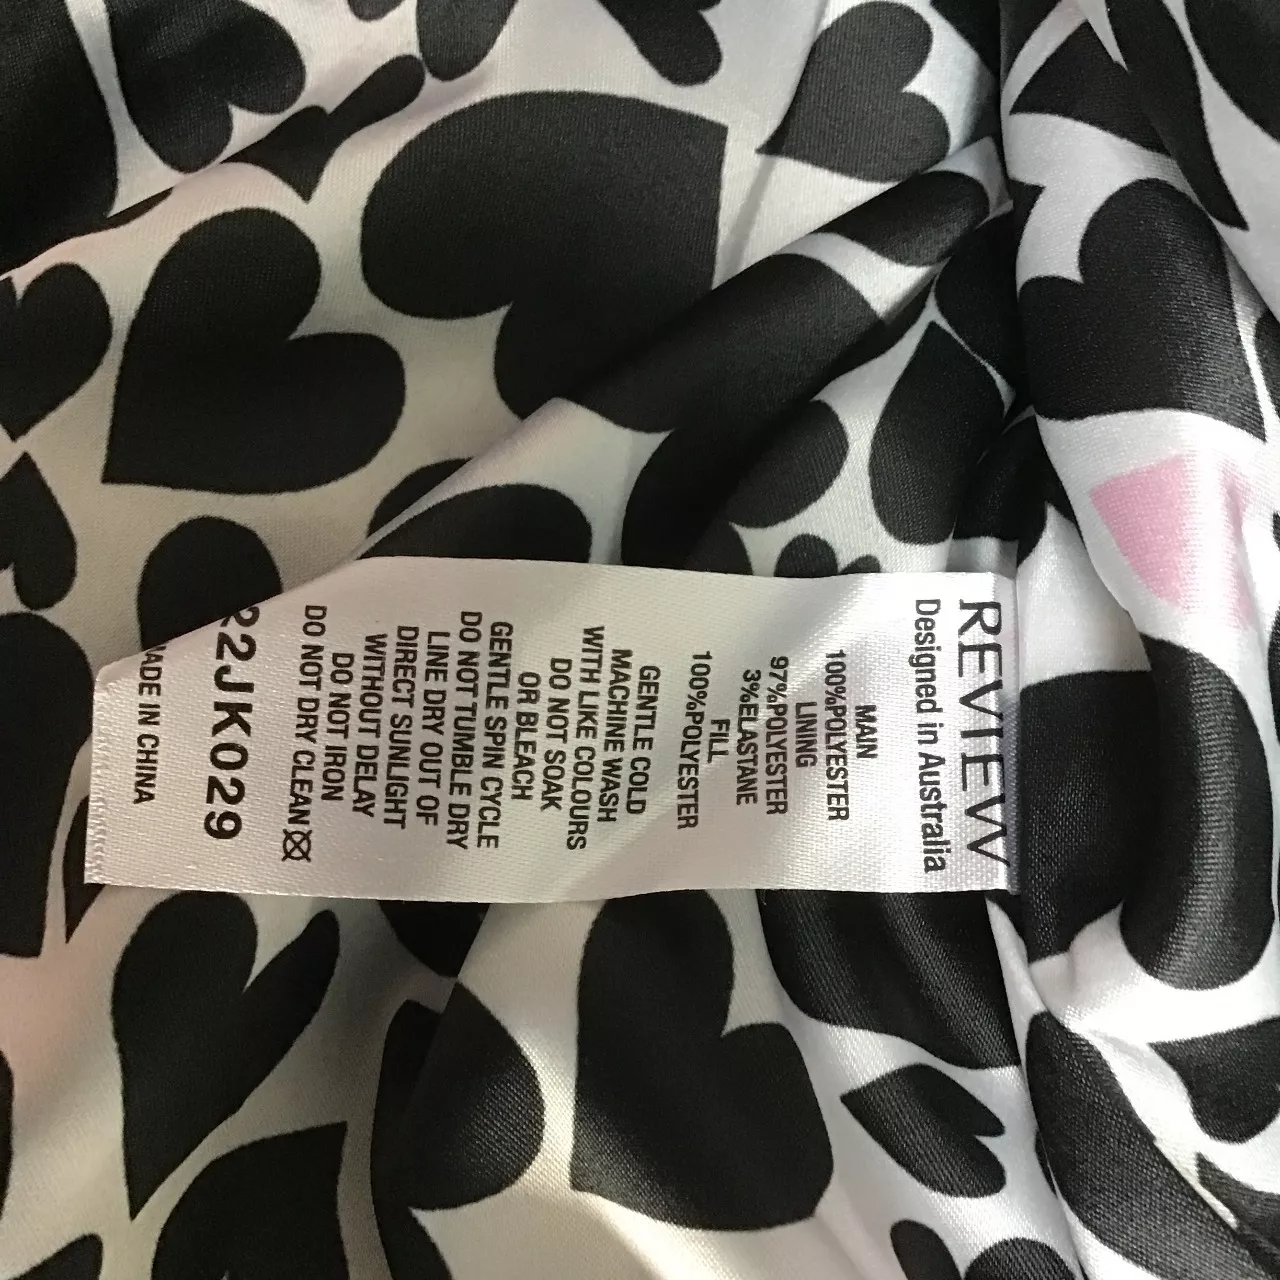 REVIEW
Designed in Australia
MAIN
100%POLYESTER
LINING
97%POLYESTER
3%ELASTANE
FILL
100%POLYESTER
GENTLE COLD
MACHINE WASH
WITH LIKE COLOURS
DO NOT SOAK
OR BLEACH
GENTLE SPIN CYCLE
DO NOT TUMBLE DRY
LINE DRY OUT OF
DIRECT SUNLIGHT
WITHOUT DELAY
DO NOT IRON
DO NOT DRY CLEAN
22JK029
MADE IN CHINA